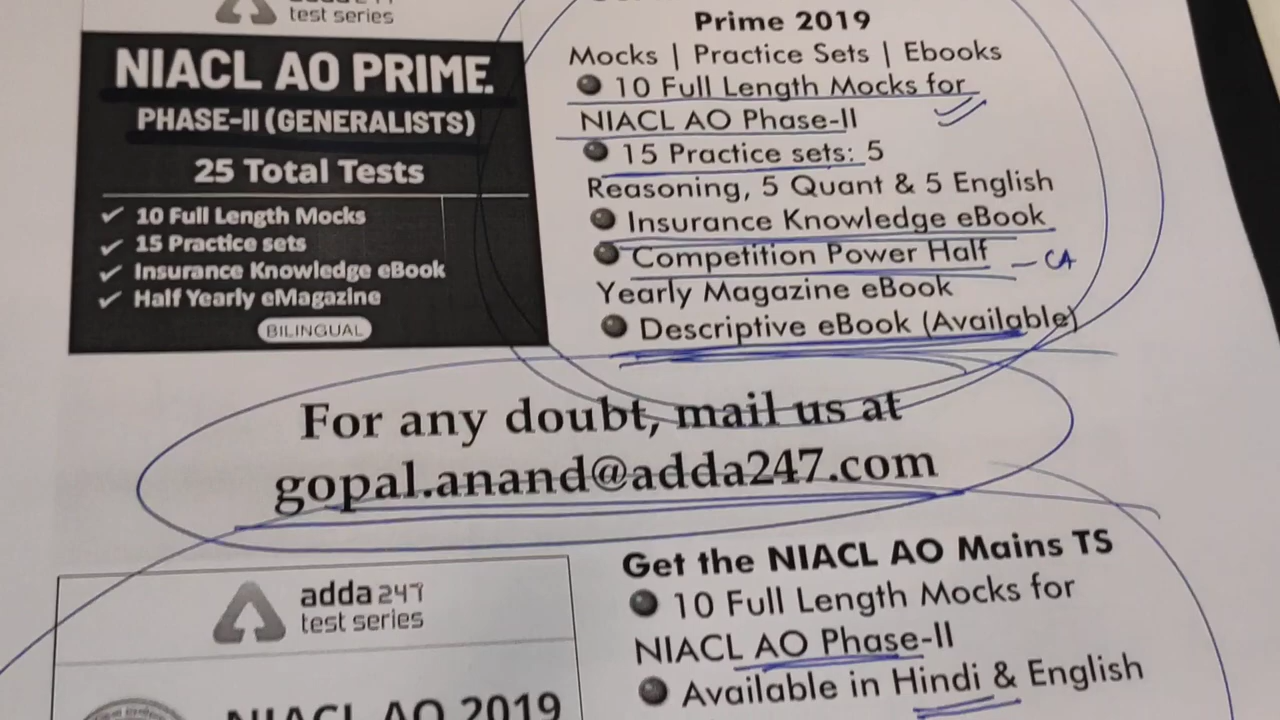 adda247
test series
NIACL AO PRIME
PHASE-II (GENERALISTS)
25 Total Tests
✓ 10 Full Length Mocks
✓ 15 Practice sets
✓ Insurance Knowledge eBook
✓ Half Yearly eMagazine
BILINGUAL
Prime 2019
Mocks | Practice Sets | Ebooks
● 10 Full Length Mocks for
NIACL AO Phase-II
● 15 Practice sets: 5
Reasoning, 5 Quant & 5 English
● Insurance Knowledge eBook
● Competition Power Half
– CA
Yearly Magazine eBook
● Descriptive eBook (Available)
For any doubt, mail us at
gopal.anand@adda247.com
adda247
test series
NIACL AO 2019
Get the NIACL AO Mains TS
● 10 Full Length Mocks for
NIACL AO Phase-II
● Available in Hindi & English